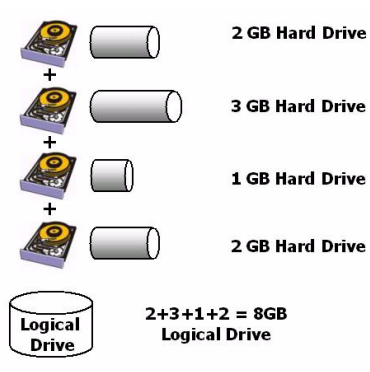 2 GB Hard Drive
+
3 GB Hard Drive
+
1 GB Hard Drive
+
2 GB Hard Drive
Logical
Drive
2+3+1+2 = 8GB
Logical Drive